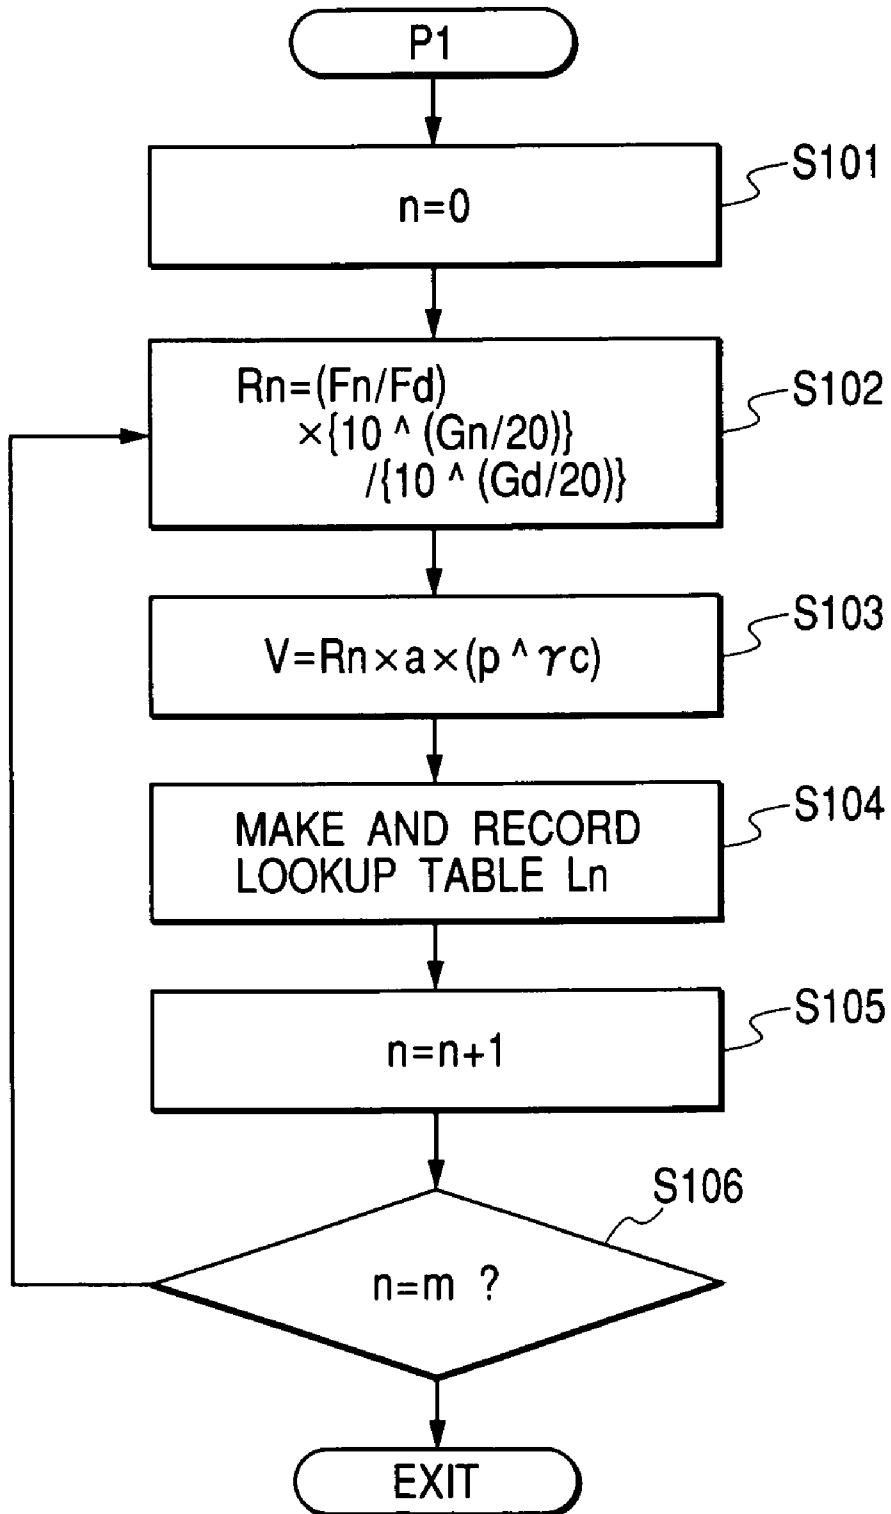 P1
S101
n=0
S102
Rn=(Fn/Fd)
×{10 ^ (Gn/20)}
/{10 ^ (Gd/20)}
S103
V=Rn×a×(p ^ γc)
S104
MAKE AND RECORD
LOOKUP TABLE Ln
S105
n=n+1
S106
n=m ?
EXIT